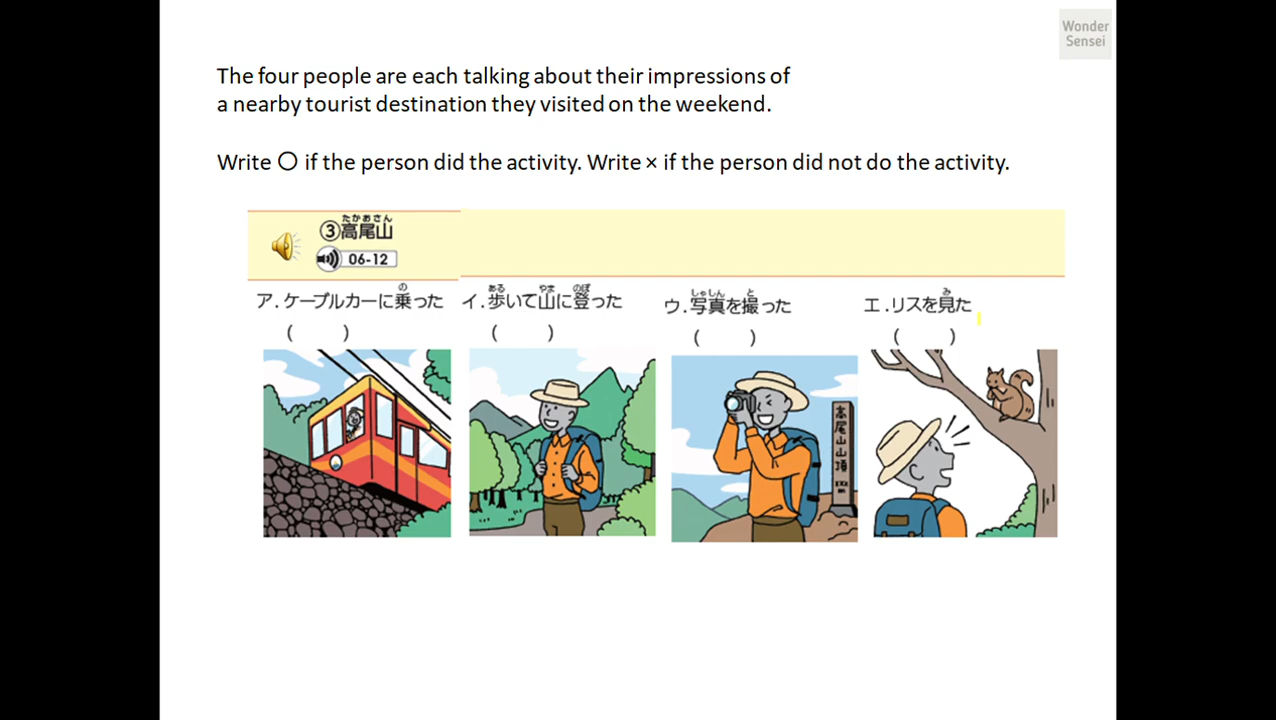 Wonder
Sensei
The four people are each talking about their impressions of
a nearby tourist destination they visited on the weekend.
Write ○ if the person did the activity. Write × if the person did not do the activity.
たかおさん
③高尾山
06-12
の
ア.ケーブルカーに乗った
(   )
ある やま のぼ
イ.歩いて山に登った
(   )
しゃしん と
ウ.写真を撮った
(   )
み
エ.リスを見た
(   )
高尾山山頂